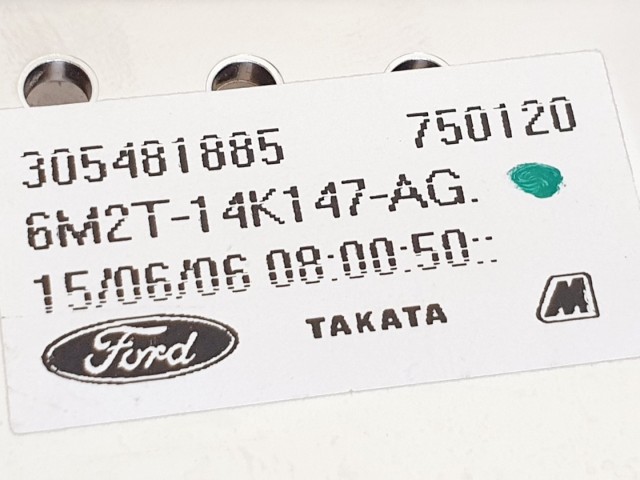 305481885 750120
6M2T-14K147-AG.
15/06/06 08:00:50::
Ford TAKATA M